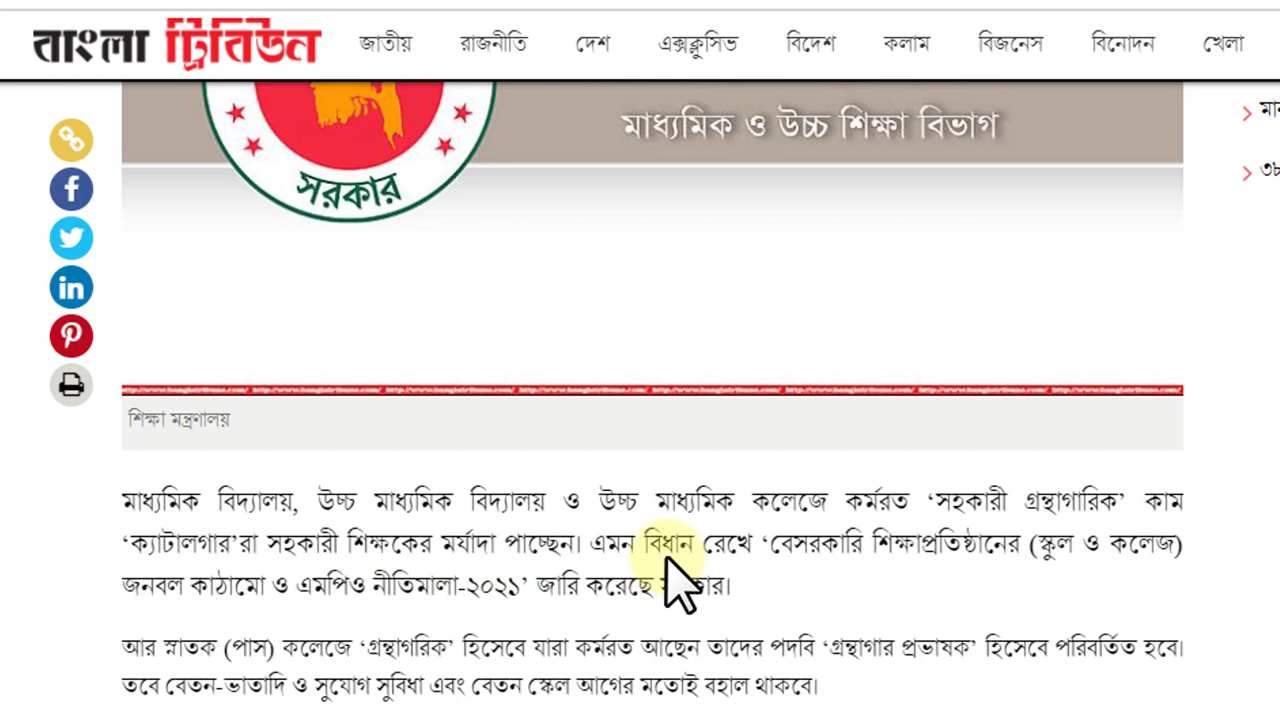 বাংলা ট্রিবিউন জাতীয় রাজনীতি দেশ এক্সক্লুসিভ বিদেশ কলাম বিজনেস বিনোদন খেলা
মাধ্যমিক ও উচ্চ শিক্ষা বিভাগ
সরকার
৩৮
শিক্ষা মন্ত্রণালয়
মাধ্যমিক বিদ্যালয়, উচ্চ মাধ্যমিক বিদ্যালয় ও উচ্চ মাধ্যমিক কলেজে কর্মরত ‘সহকারী গ্রন্থাগারিক’ কাম
‘ক্যাটালগার’রা সহকারী শিক্ষকের মর্যাদা পাচ্ছেন। এমন বিধান রেখে ‘বেসরকারি শিক্ষাপ্রতিষ্ঠানের (স্কুল ও কলেজ)
জনবল কাঠামো ও এমপিও নীতিমালা-২০২১’ জারি করেছে সরকার।
আর স্নাতক (পাস) কলেজে ‘গ্রন্থাগরিক’ হিসেবে যারা কর্মরত আছেন তাদের পদবি ‘গ্রন্থাগার প্রভাষক’ হিসেবে পরিবর্তিত হবে।
তবে বেতন-ভাতাদি ও সুযোগ সুবিধা এবং বেতন স্কেল আগের মতোই বহাল থাকবে।